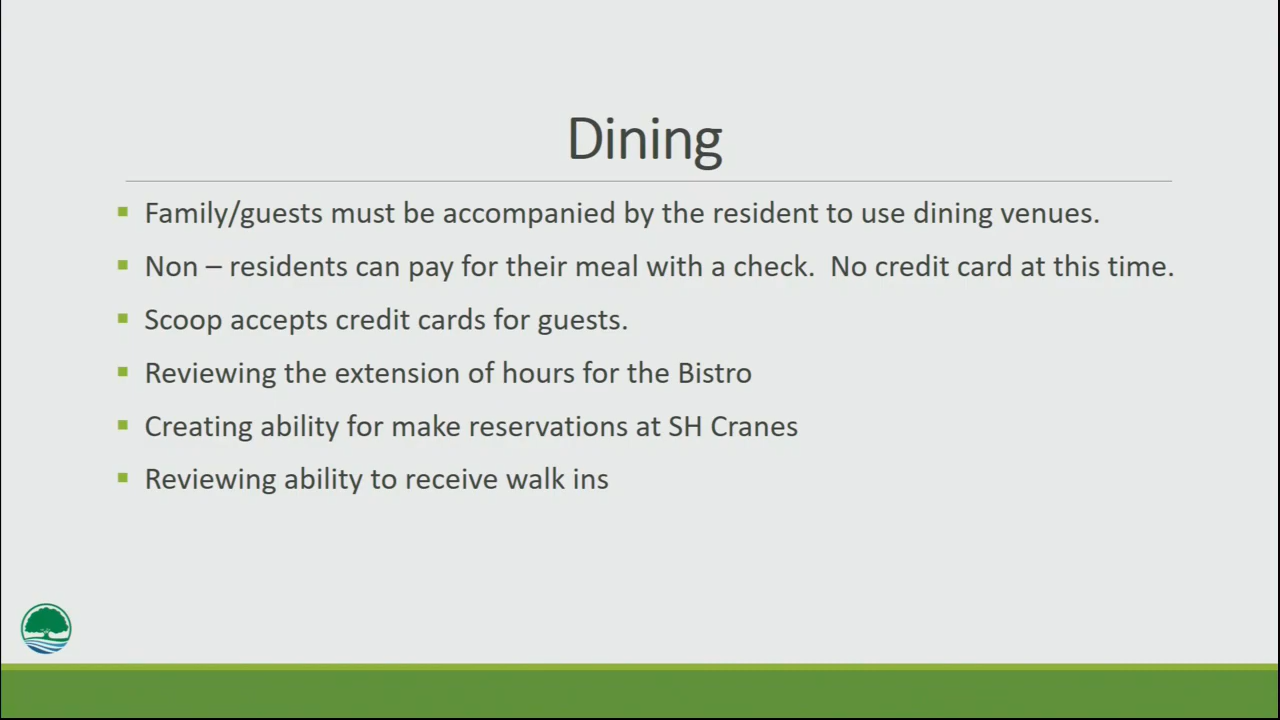 Dining
Family/guests must be accompanied by the resident to use dining venues.
Non – residents can pay for their meal with a check.  No credit card at this time.
Scoop accepts credit cards for guests.
Reviewing the extension of hours for the Bistro
Creating ability for make reservations at SH Cranes
Reviewing ability to receive walk ins